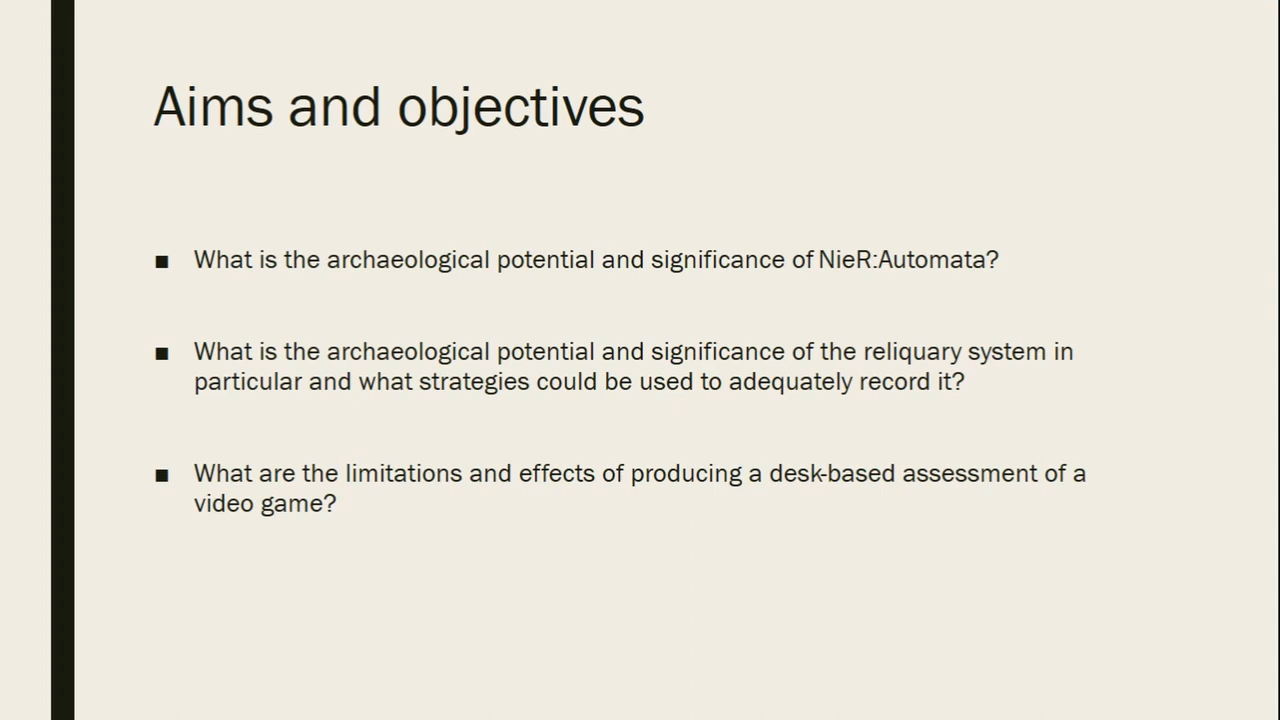 Aims and objectives
▪ What is the archaeological potential and significance of NieR:Automata?
▪ What is the archaeological potential and significance of the reliquary system in
particular and what strategies could be used to adequately record it?
▪ What are the limitations and effects of producing a desk-based assessment of a
video game?